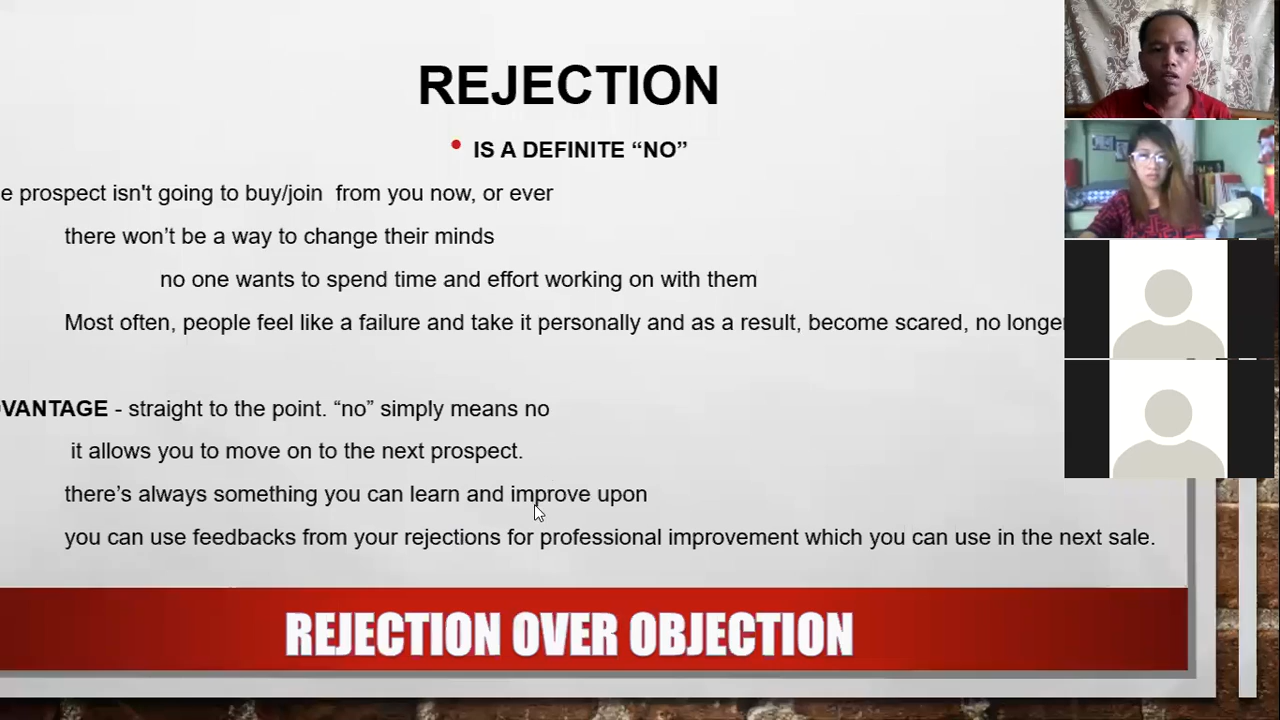 REJECTION
• IS A DEFINITE “NO”
e prospect isn't going to buy/join from you now, or ever
there won’t be a way to change their minds
no one wants to spend time and effort working on with them
Most often, people feel like a failure and take it personally and as a result, become scared, no longer
VANTAGE - straight to the point. “no” simply means no
it allows you to move on to the next prospect.
there’s always something you can learn and improve upon
you can use feedbacks from your rejections for professional improvement which you can use in the next sale.
REJECTION OVER OBJECTION